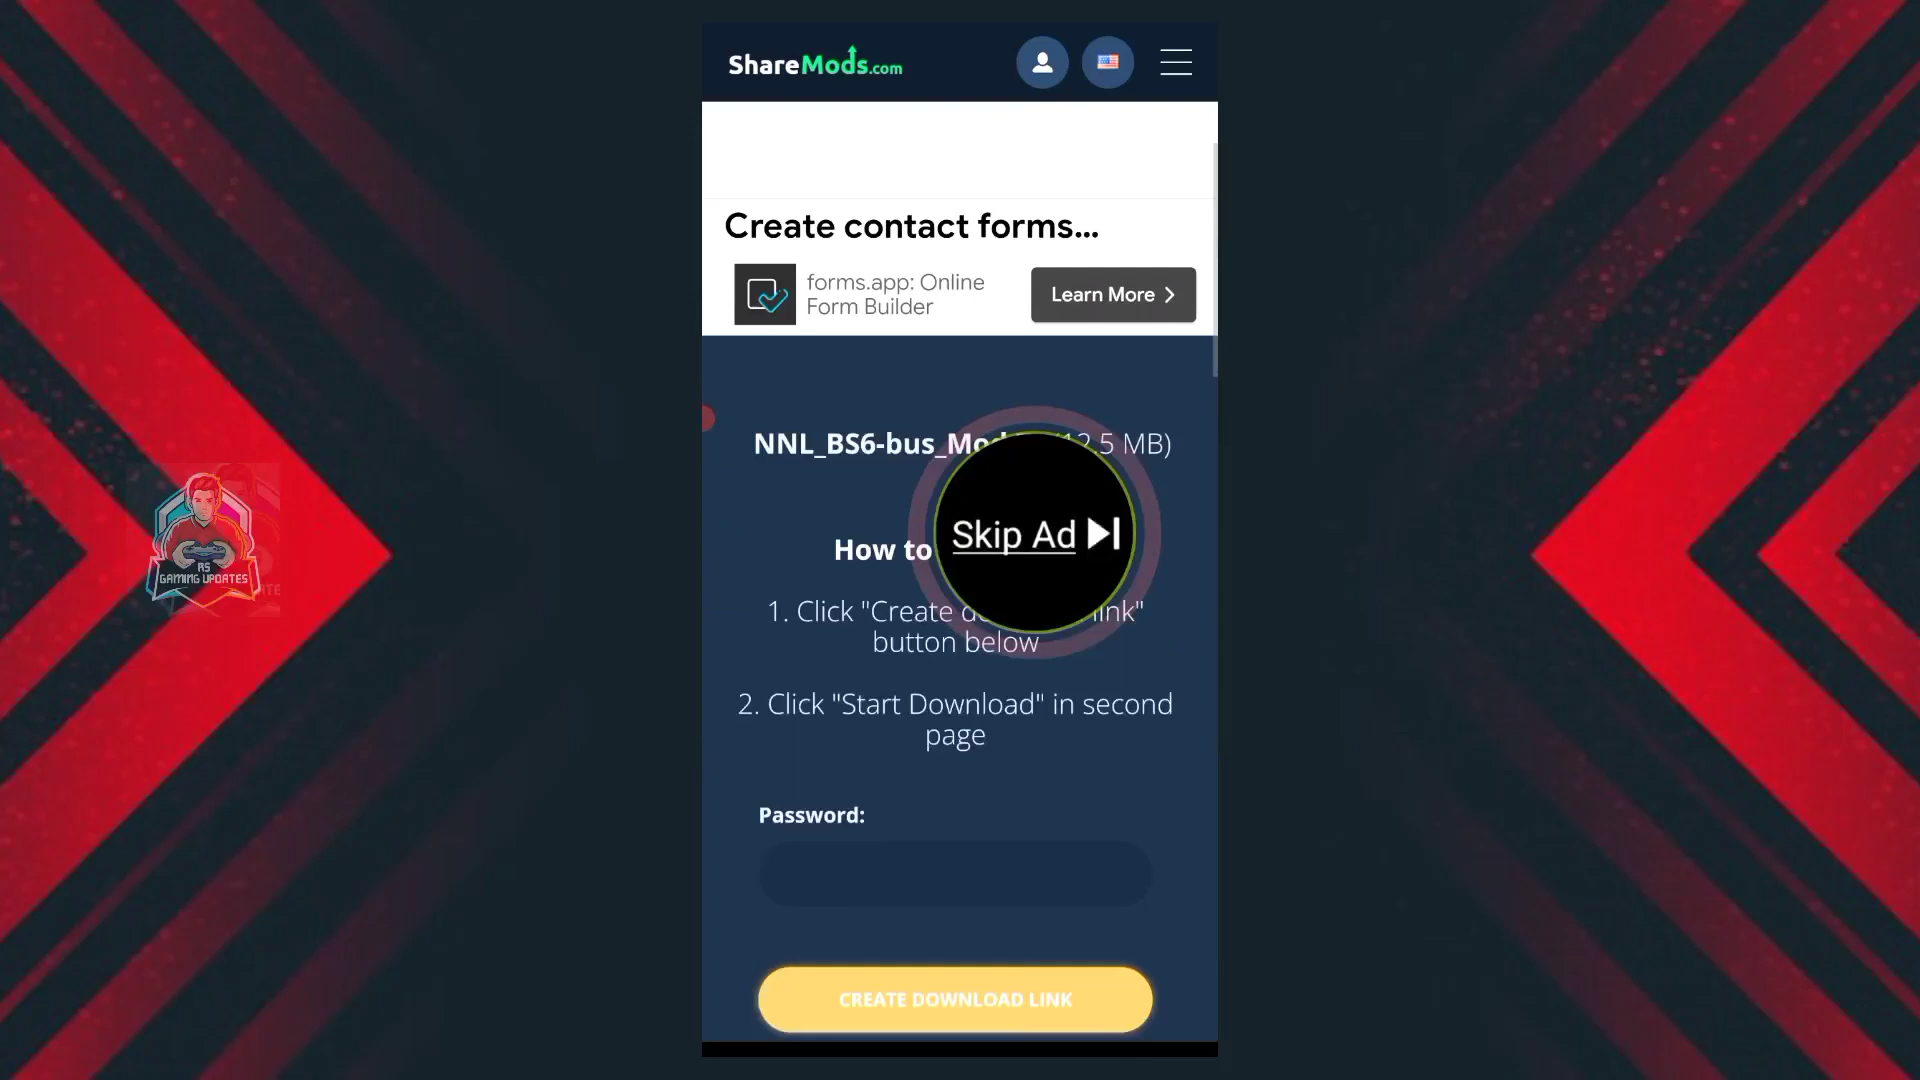 ShareMods.com
Create contact forms...
forms.app: Online
Form Builder
Learn More
NNL_BS6-bus_Mod (12.5 MB)
Skip Ad
How to
1. Click "Create link"
button below
2. Click "Start Download" in second
page
Password:
CREATE DOWNLOAD LINK
RS
GAMING UPDATES